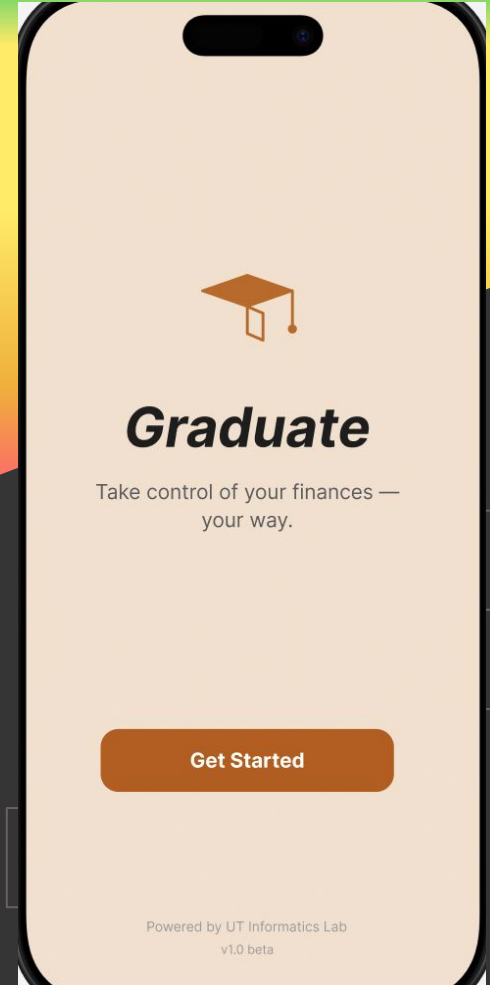 Graduate
Take control of your finances —
your way.
Get Started
Powered by UT Informatics Lab
v1.0 beta